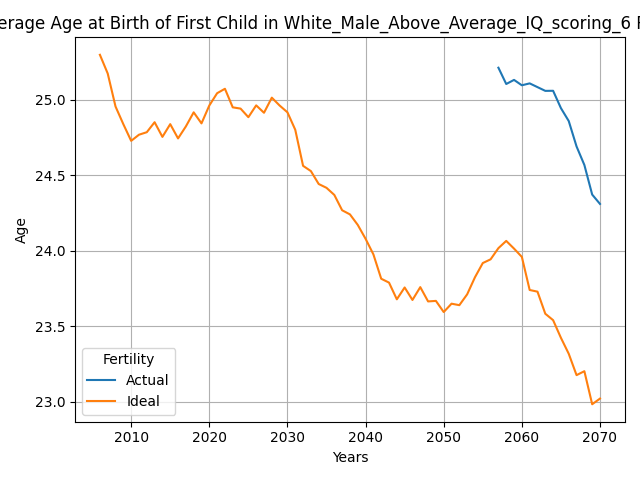 Average Age at Birth of First Child in White_Male_Above_Average_IQ_scoring_6
Age
25.0
24.5
24.0
23.5
23.0
Fertility
Actual
Ideal
2010 2020 2030 2040 2050 2060 2070
Years